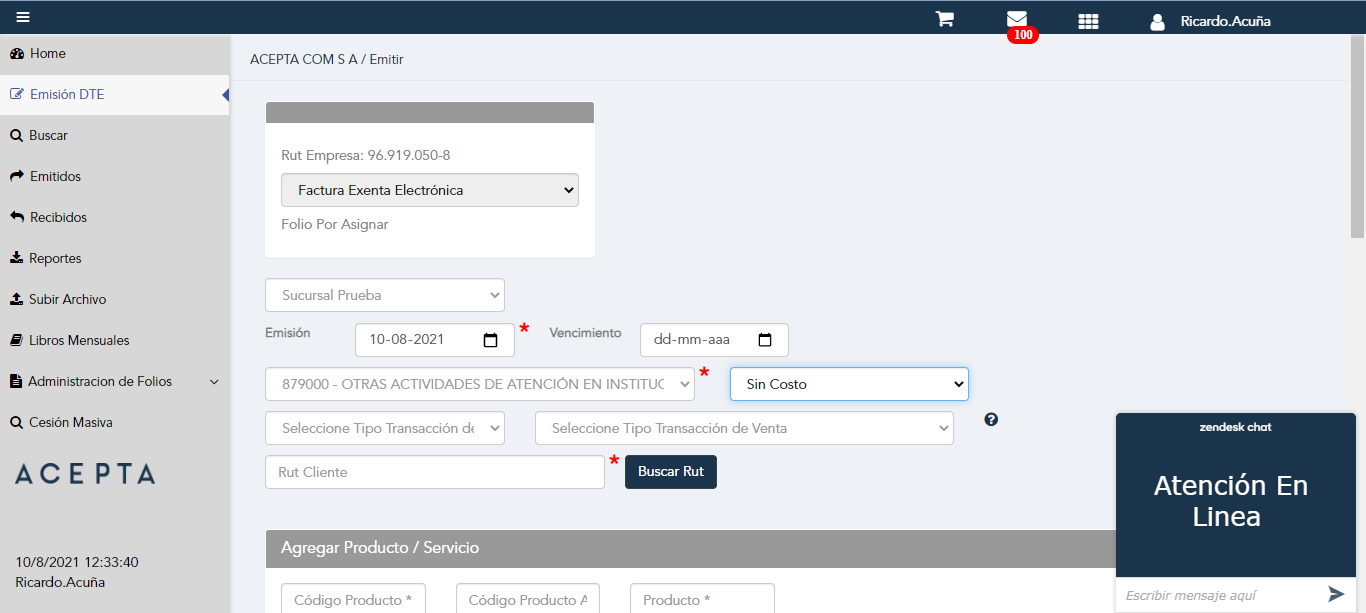 100
Ricardo.Acuña
Home
Emisión DTE
Buscar
Emitidos
Recibidos
Reportes
Subir Archivo
Libros Mensuales
Administracion de Folios
Cesión Masiva
ACEPTA
10/8/2021 12:33:40
Ricardo.Acuña
ACEPTA COM S A / Emitir
Rut Empresa: 96.919.050-8
Factura Exenta Electrónica
Folio Por Asignar
Sucursal Prueba
Emisión 10-08-2021 * Vencimiento dd-mm-aaa
879000 - OTRAS ACTIVIDADES DE ATENCIÓN EN INSTITUC * Sin Costo
Seleccione Tipo Transacción de Seleccione Tipo Transacción de Venta ?
Rut Cliente * Buscar Rut
Agregar Producto / Servicio
Código Producto * Código Producto A Producto *
zendesk chat
Atención En
Linea
Escribir mensaje aquí